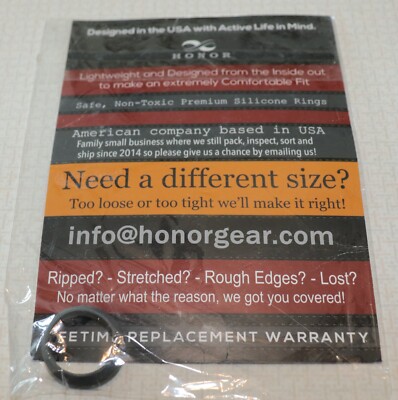 Designed in the USA with Active Life in Mind.
HONOR
Lightweight and Designed from the Inside out
to make an extremely Comfortable Fit
Safe, Non-Toxic Premium Silicone Rings
American company based in USA
Family small business where we still pack, inspect, sort and
ship since 2014 so please give us a chance by emailing us!
Need a different size?
Too loose or too tight we'll make it right!
info@honorgear.com
Ripped? - Stretched? - Rough Edges? - Lost?
No matter what the reason, we got you covered!
LIFETIME REPLACEMENT WARRANTY